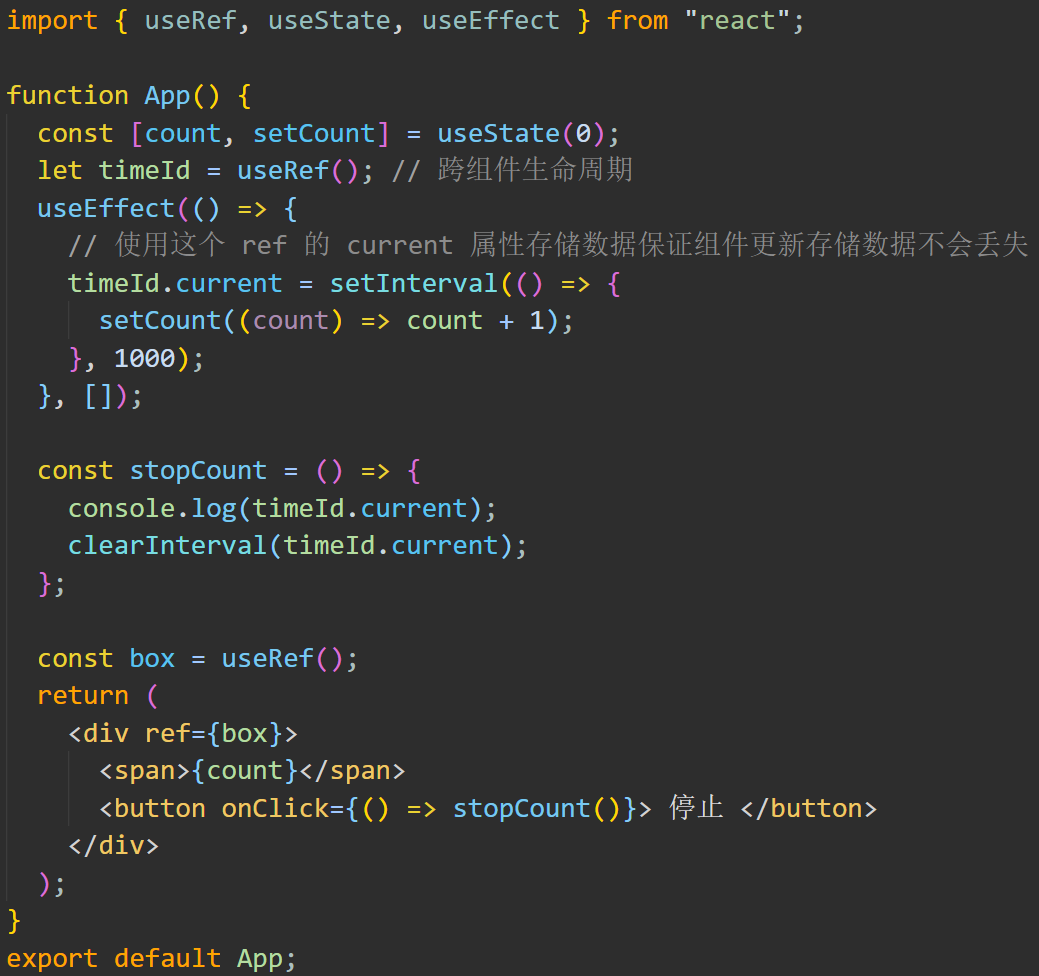 import { useRef, useState, useEffect } from "react";
function App() {
const [count, setCount] = useState(0);
let timeId = useRef(); // 跨组件生命周期
useEffect(() => {
// 使用这个 ref 的 current 属性存储数据保证组件更新存储数据不会丢失
timeId.current = setInterval(() => {
setCount((count) => count + 1);
}, 1000);
}, []);
const stopCount = () => {
console.log(timeId.current);
clearInterval(timeId.current);
};
const box = useRef();
return (
<div ref={box}>
<span>{count}</span>
<button onClick={() => stopCount()}> 停止 </button>
</div>
);
}
export default App;